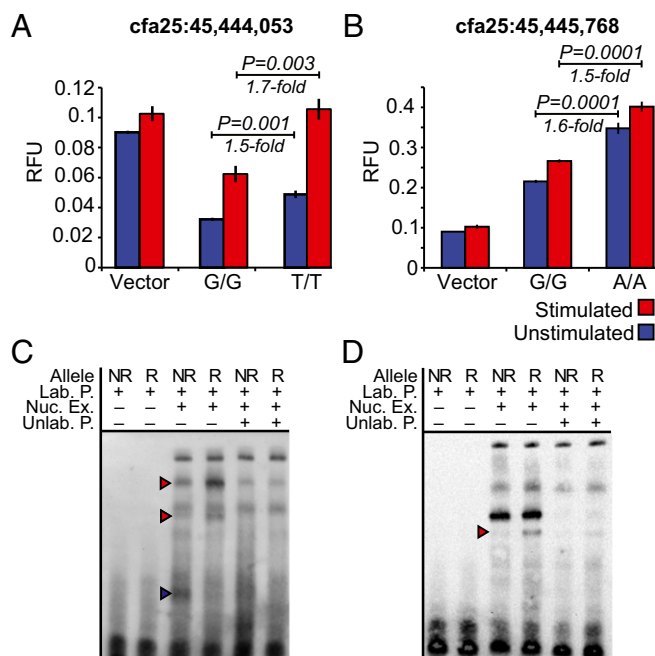 A cfa25:45,444,053
P=0.003
1.7-fold
P=0.001
1.5-fold
0.12
0.1
0.08
0.06
0.04
0.02
0
RFU
Vector G/G T/T
B cfa25:45,445,768
P=0.0001
1.5-fold
P=0.0001
1.6-fold
0.4
0.3
0.2
0.1
0
RFU
Vector G/G A/A
Stimulated
Unstimulated
C
Allele NR R NR R NR R
Lab. P. + + + + + +
Nuc. Ex. – – + + + +
Unlab. P. – – – – + +
D
Allele NR R NR R NR R
Lab. P. + + + + + +
Nuc. Ex. – – + + + +
Unlab. P. – – – – + +